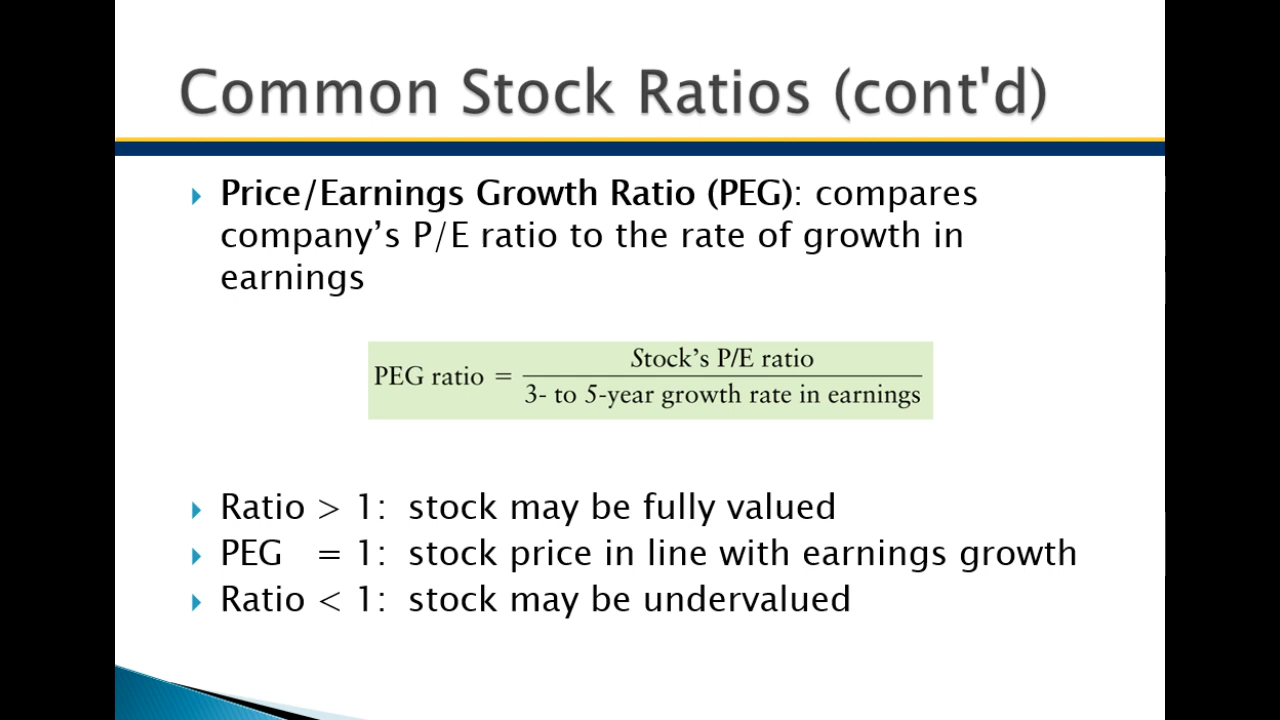 Common Stock Ratios (cont'd)
Price/Earnings Growth Ratio (PEG): compares
company’s P/E ratio to the rate of growth in
earnings
PEG ratio = Stock’s P/E ratio
3- to 5-year growth rate in earnings
Ratio > 1: stock may be fully valued
PEG = 1: stock price in line with earnings growth
Ratio < 1: stock may be undervalued